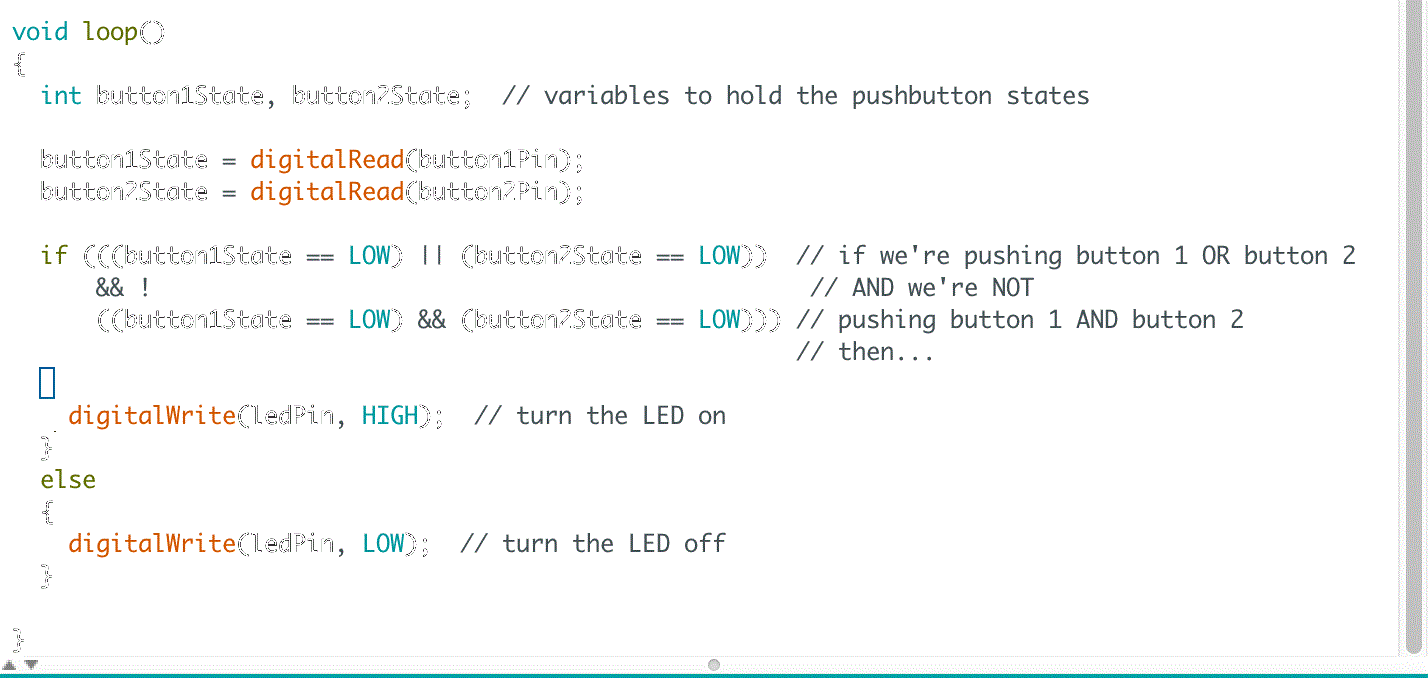 void loop()
{
int button1State, button2State;  // variables to hold the pushbutton states
button1State = digitalRead(button1Pin);
button2State = digitalRead(button2Pin);
if (((button1State == LOW) || (button2State == LOW))  // if we're pushing button 1 OR button 2
&& !  // AND we're NOT
((button1State == LOW) && (button2State == LOW))) // pushing button 1 AND button 2
// then...
digitalWrite(ledPin, HIGH);  // turn the LED on
}
else
{
digitalWrite(ledPin, LOW);  // turn the LED off
}
}